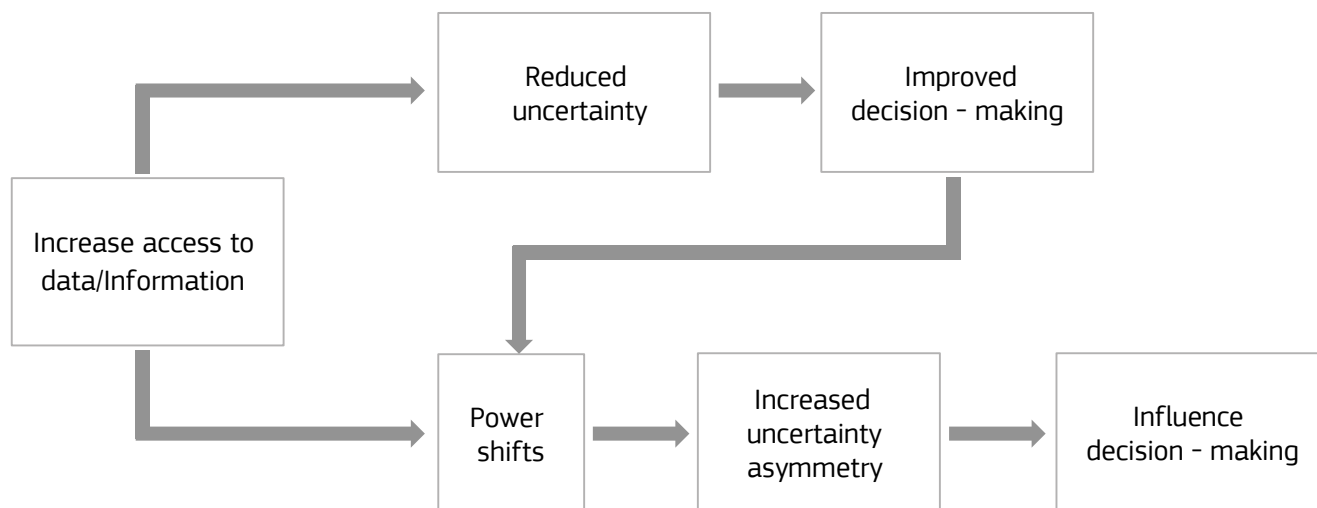 Reduced
uncertainty
Improved
decision - making
Increase access to
data/Information
Power
shifts
Increased
uncertainty
asymmetry
Influence
decision - making